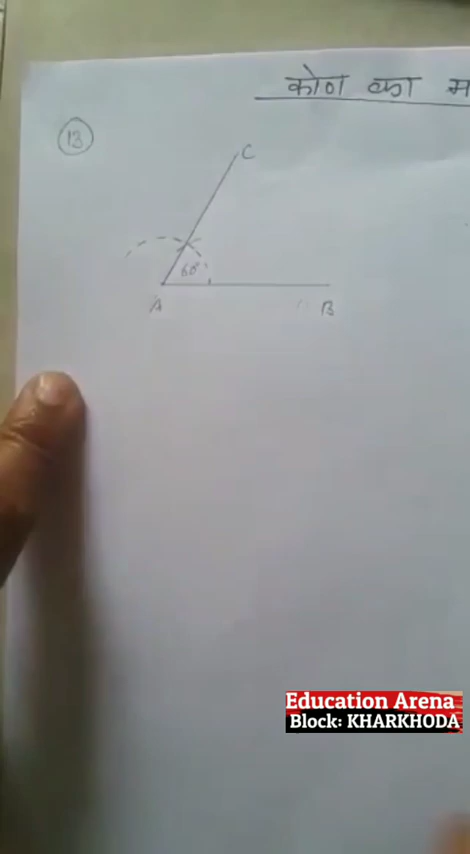 कोण का
13
C
60°
A
B
Education Arena
Block: KHARKHODA